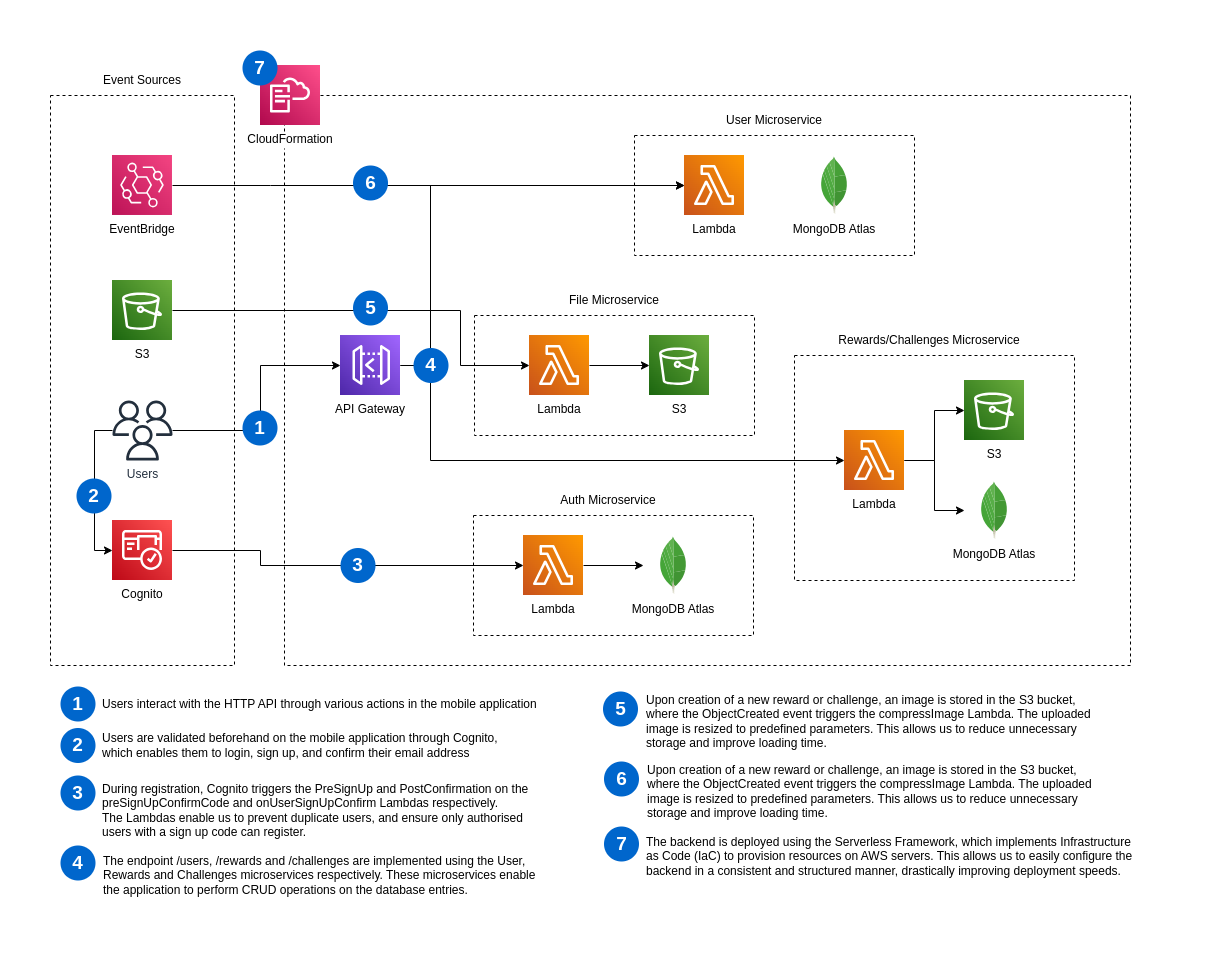 7
Event Sources
CloudFormation
User Microservice
EventBridge
6
Lambda
MongoDB Atlas
S3
5
File Microservice
API Gateway
4
Lambda
S3
Rewards/Challenges Microservice
Lambda
S3
MongoDB Atlas
1
Users
2
Cognito
3
Auth Microservice
Lambda
MongoDB Atlas
1
Users interact with the HTTP API through various actions in the mobile application
2
Users are validated beforehand on the mobile application through Cognito,
which enables them to login, sign up, and confirm their email address
3
During registration, Cognito triggers the PreSignUp and PostConfirmation on the
preSignUpConfirmCode and onUserSignUpConfirm Lambdas respectively.
The Lambdas enable us to prevent duplicate users, and ensure only authorised
users with a sign up code can register.
4
The endpoint /users, /rewards and /challenges are implemented using the User,
Rewards and Challenges microservices respectively. These microservices enable
the application to perform CRUD operations on the database entries.
5
Upon creation of a new reward or challenge, an image is stored in the S3 bucket,
where the ObjectCreated event triggers the compressImage Lambda. The uploaded
image is resized to predefined parameters. This allows us to reduce unnecessary
storage and improve loading time.
6
Upon creation of a new reward or challenge, an image is stored in the S3 bucket,
where the ObjectCreated event triggers the compressImage Lambda. The uploaded
image is resized to predefined parameters. This allows us to reduce unnecessary
storage and improve loading time.
7
The backend is deployed using the Serverless Framework, which implements Infrastructure
as Code (IaC) to provision resources on AWS servers. This allows us to easily configure the
backend in a consistent and structured manner, drastically improving deployment speeds.